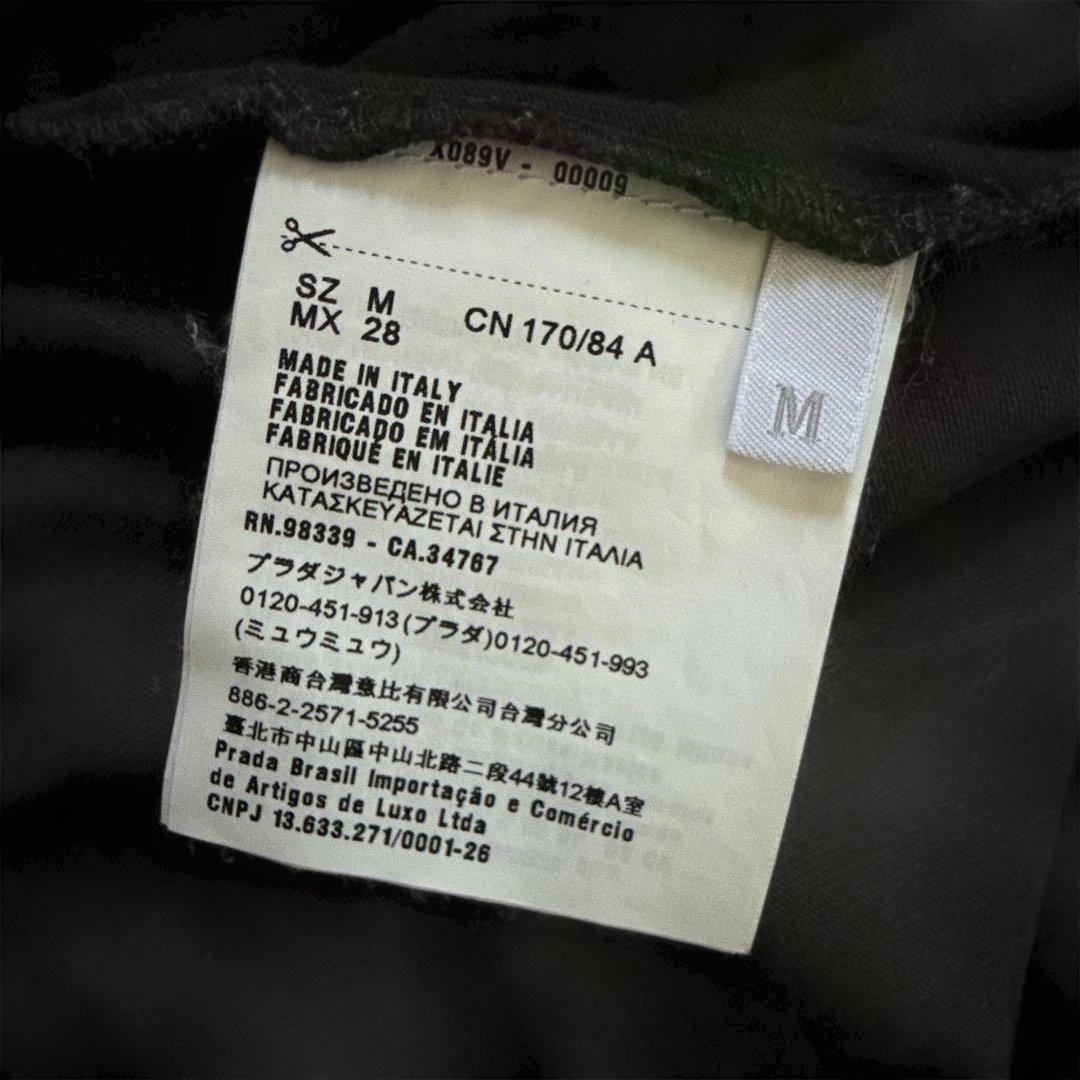 X089V - 00009
SZ M
MX 28
CN 170/84 A
M
MADE IN ITALY
FABRICADO EN ITALIA
FABRICADO EM ITÁLIA
FABRIQUÉ EN ITALIE
ПРОИЗВЕДЕНО В ИТАЛИЯ
ΚΑΤΑΣΚΕΥΑΖΕΤΑΙ ΣΤΗΝ ΙΤΑΛΙΑ
RN.98339 - CA.34767
プラダジャパン株式会社
0120-451-913(プラダ)0120-451-993
(ミュウミュウ)
香港商台灣意比有限公司台灣分公司
886-2-2571-5255
臺北市中山區中山北路二段44號12樓A室
Prada Brasil Importação e Comércio
de Artigos de Luxo Ltda
CNPJ 13.633.271/0001-26